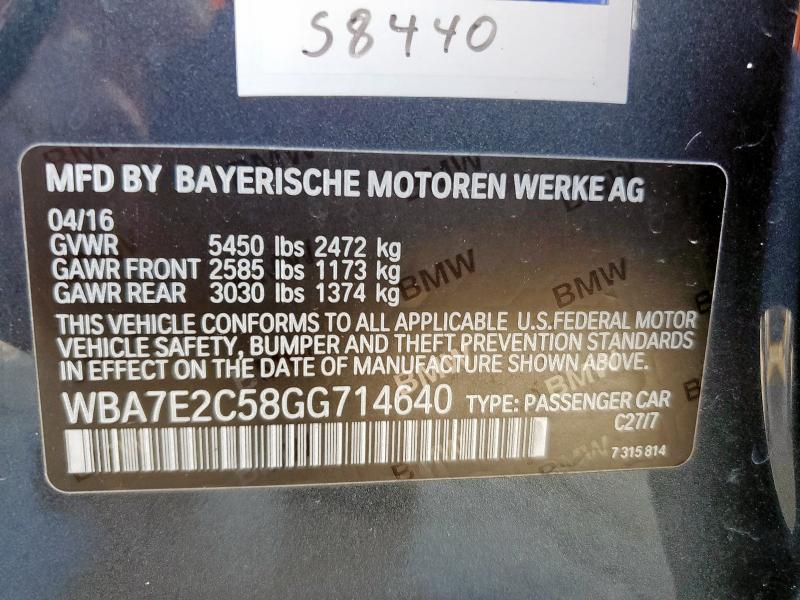 S8440
MFD BY BAYERISCHE MOTOREN WERKE AG
04/16
GVWR 5450 lbs 2472 kg
GAWR FRONT 2585 lbs 1173 kg
GAWR REAR 3030 lbs 1374 kg
THIS VEHICLE CONFORMS TO ALL APPLICABLE U.S.FEDERAL MOTOR
VEHICLE SAFETY, BUMPER AND THEFT PREVENTION STANDARDS
IN EFFECT ON THE DATE OF MANUFACTURE SHOWN ABOVE.
WBA7E2C58GG714640 TYPE: PASSENGER CAR
C27/7
7 315 814